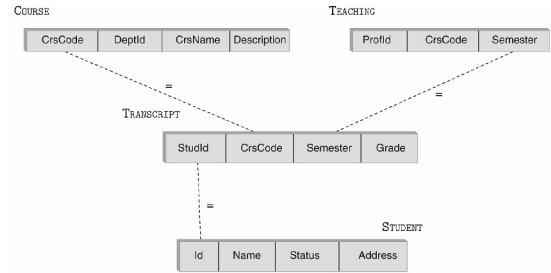 COURSE
CrsCode DeptId CrsName Description
TEACHING
ProfId CrsCode Semester
=
=
TRANSCRIPT
StudId CrsCode Semester Grade
=
STUDENT
Id Name Status Address